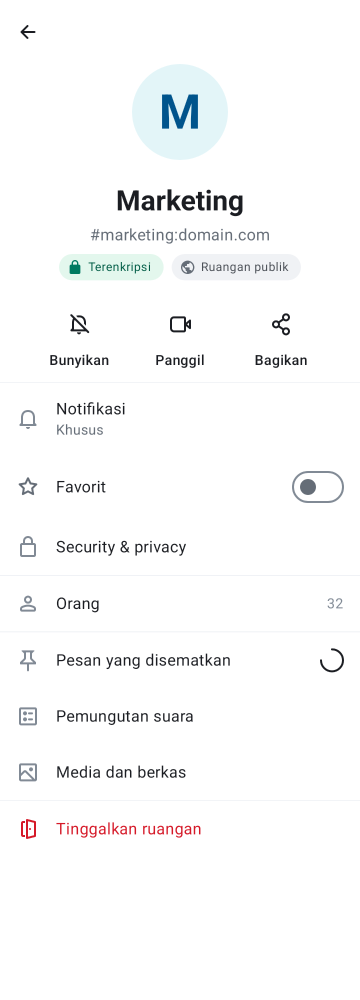 M
Marketing
#marketing:domain.com
Terenkripsi
Ruangan publik
Bunyikan
Panggil
Bagikan
Notifikasi
Khusus
Favorit
Security & privacy
Orang
32
Pesan yang disematkan
Pemungutan suara
Media dan berkas
Tinggalkan ruangan